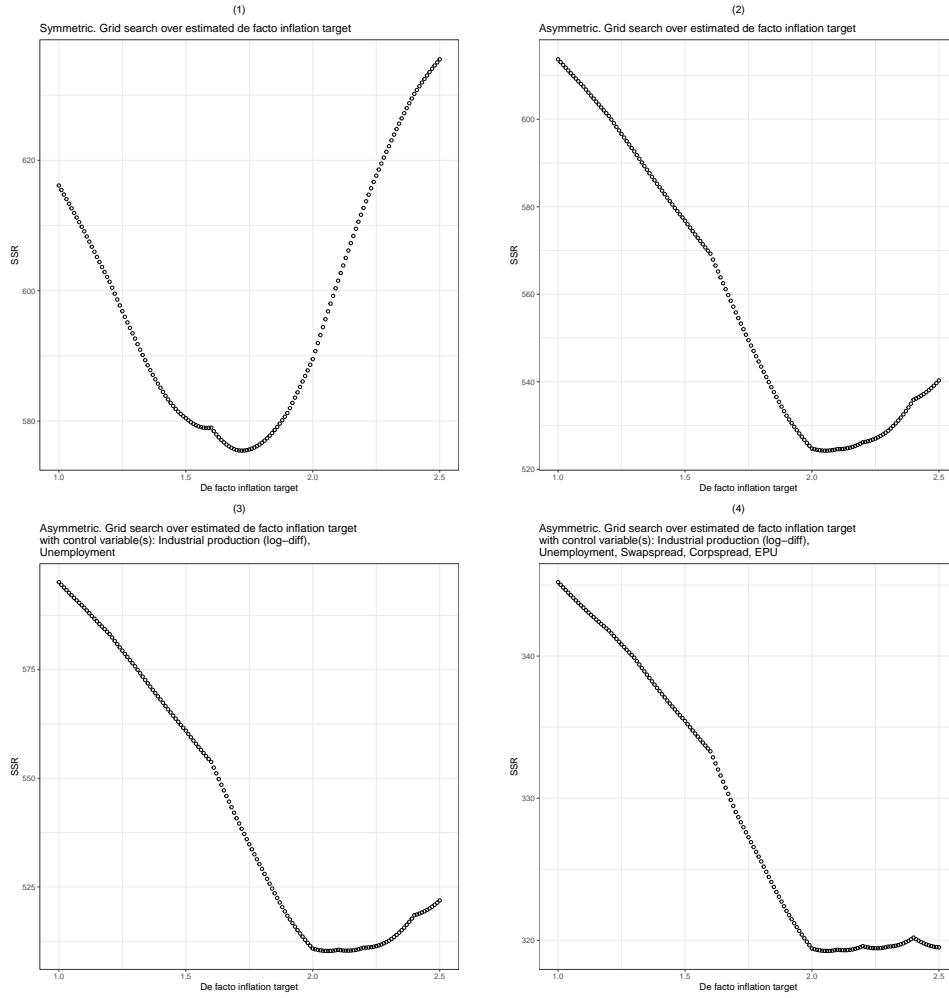 (1)
Symmetric. Grid search over estimated de facto inflation target
620
600
580
SSR
1.0
1.5
2.0
2.5
De facto inflation target
(2)
Asymmetric. Grid search over estimated de facto inflation target
600
580
560
540
520
SSR
1.0
1.5
2.0
2.5
De facto inflation target
(3)
Asymmetric. Grid search over estimated de facto inflation target
with control variable(s): Industrial production (log−diff),
Unemployment
575
550
525
SSR
1.0
1.5
2.0
2.5
De facto inflation target
(4)
Asymmetric. Grid search over estimated de facto inflation target
with control variable(s): Industrial production (log−diff),
Unemployment, Swapspread, Corpspread, EPU
340
330
320
SSR
1.0
1.5
2.0
2.5
De facto inflation target